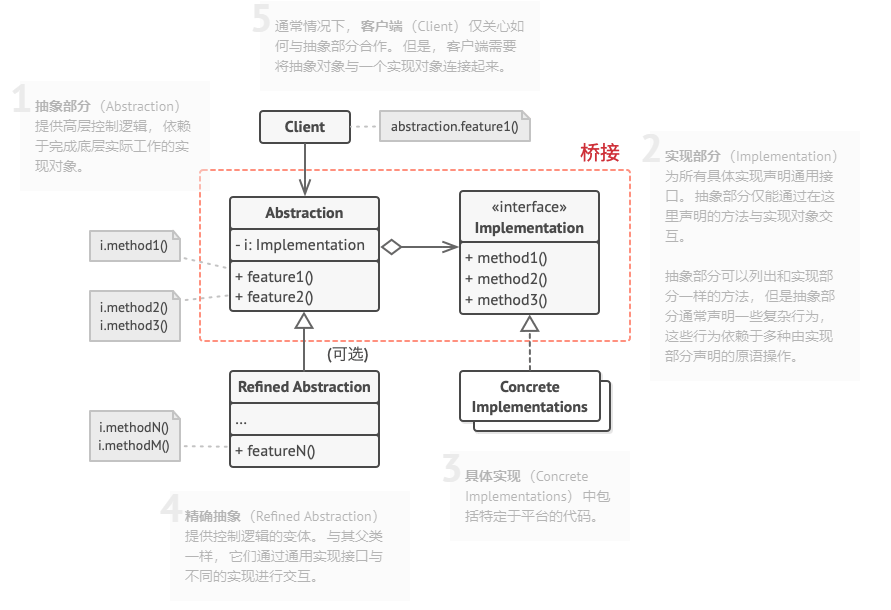 5
通常情况下， 客户端 （Client） 仅关心如
何与抽象部分合作。 但是， 客户端需要
将抽象对象与一个实现对象连接起来。
1
抽象部分 （Abstraction）
提供高层控制逻辑， 依赖
于完成底层实际工作的实
现对象。
Client
abstraction.feature1()
桥接
2
实现部分 （Implementation）
为所有具体实现声明通用接
口。 抽象部分仅能通过在这
里声明的方法与实现对象交
互。
抽象部分可以列出和实现部
分一样的方法， 但是抽象部
分通常声明一些复杂行为，
这些行为依赖于多种由实现
部分声明的原语操作。
Abstraction
- i: Implementation
+ feature1()
+ feature2()
«interface»
Implementation
+ method1()
+ method2()
+ method3()
i.method1()
i.method2()
i.method3()
(可选)
Refined Abstraction
...
+ featureN()
Concrete
Implementations
i.methodN()
i.methodM()
3
具体实现 （Concrete
Implementations） 中包
括特定于平台的代码。
4
精确抽象 （Refined Abstraction）
提供控制逻辑的变体。 与其父类
一样， 它们通过通用实现接口与
不同的实现进行交互。